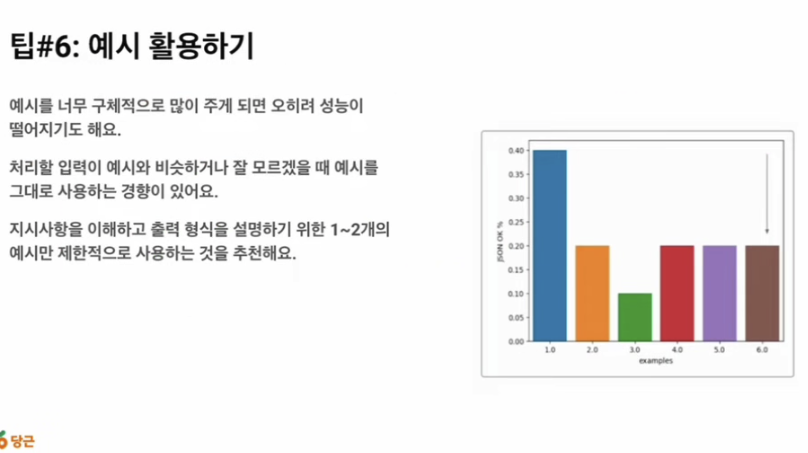 팁#6: 예시 활용하기
예시를 너무 구체적으로 많이 주게 되면 오히려 성능이
떨어지기도 해요.
처리할 입력이 예시와 비슷하거나 잘 모르겠을 때 예시를
그대로 사용하는 경향이 있어요.
지시사항을 이해하고 출력 형식을 설명하기 위한 1~2개의
예시만 제한적으로 사용하는 것을 추천해요.
JSON OK %
0.40
0.35
0.30
0.25
0.20
0.15
0.10
0.05
0.00
1.0 2.0 3.0 4.0 5.0 6.0
examples
당근